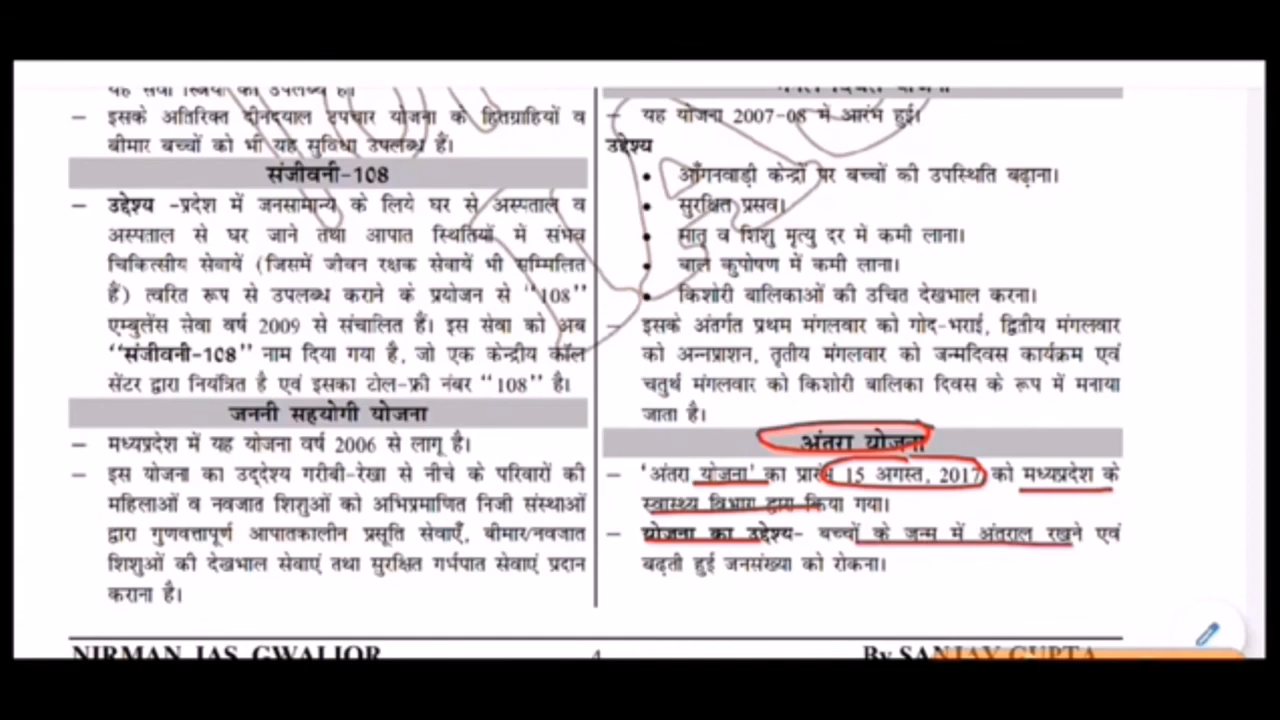 यह सेवा स्त्रियों को उपलब्ध है।
– इसके अतिरिक्त दीनदयाल उपचार योजना के हितग्राहियों व
बीमार बच्चों को भी यह सुविधा उपलब्ध हैं।
संजीवनी-108
– उद्देश्य -प्रदेश में जनसामान्य के लिये घर से अस्पताल व
अस्पताल से घर जाने तथा आपात स्थितियों में संभव
चिकित्सीय सेवायें (जिसमें जीवन रक्षक सेवायें भी सम्मिलित
हैं) त्वरित रूप से उपलब्ध कराने के प्रयोजन से ''108''
एम्बुलेंस सेवा वर्ष 2009 से संचालित हैं। इस सेवा को अब
''संजीवनी-108'' नाम दिया गया है, जो एक केन्द्रीय कॉल
सेंटर द्वारा नियंत्रित है एवं इसका टोल-फ्री नंबर ''108'' है।
जननी सहयोगी योजना
– मध्यप्रदेश में यह योजना वर्ष 2006 से लागू है।
– इस योजना का उद्देश्य गरीबी-रेखा से नीचे के परिवारों की
महिलाओं व नवजात शिशुओं को अभिप्रमाणित निजी संस्थाओं
द्वारा गुणवत्तापूर्ण आपातकालीन प्रसूति सेवाएँ, बीमार/नवजात
शिशुओं की देखभाल सेवाएं तथा सुरक्षित गर्भपात सेवाएं प्रदान
कराना है।
– यह योजना 2007-08 में आरंभ हुई।
उद्देश्य
• आँगनवाड़ी केन्द्रों पर बच्चों की उपस्थिति बढ़ाना।
• सुरक्षित प्रसव।
• मातृ व शिशु मृत्यु दर में कमी लाना।
• बाल कुपोषण में कमी लाना।
• किशोरी बालिकाओं की उचित देखभाल करना।
– इसके अंतर्गत प्रथम मंगलवार को गोद-भराई, द्वितीय मंगलवार
को अन्नप्राशन, तृतीय मंगलवार को जन्मदिवस कार्यक्रम एवं
चतुर्थ मंगलवार को किशोरी बालिका दिवस के रूप में मनाया
जाता है।
अंतरा योजना
– 'अंतरा योजना' का प्रारंभ 15 अगस्त, 2017 को मध्यप्रदेश के
स्वास्थ्य विभाग द्वारा किया गया।
– योजना का उद्देश्य- बच्चों के जन्म में अंतराल रखने एवं
बढ़ती हुई जनसंख्या को रोकना।
NIRMAN IAS, GWALIOR 4 By SANJAY GUPTA